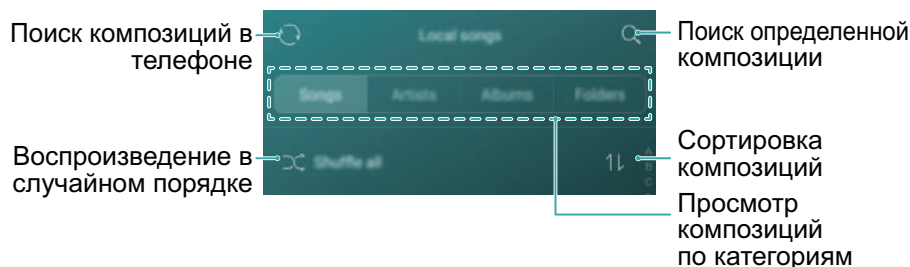 Поиск композиций в
телефоне
Local songs
Поиск определенной
композиции
Songs
Artists
Albums
Folders
Воспроизведение в
случайном порядке
Shuffle all
A
B
C
Сортировка
композиций
Просмотр
композиций
по категориям